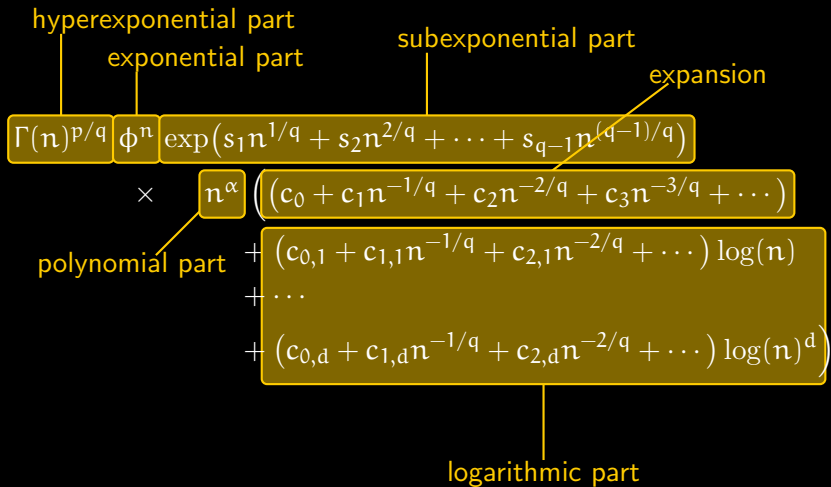 hyperexponential part
exponential part
subexponential part
expansion
Γ(n)^{p/q} ϕ^n exp(s_1 n^{1/q} + s_2 n^{2/q} + ⋯ + s_{q−1} n^{(q−1)/q})
× n^α ((c_0 + c_1 n^{−1/q} + c_2 n^{−2/q} + c_3 n^{−3/q} + ⋯)
+ (c_{0,1} + c_{1,1} n^{−1/q} + c_{2,1} n^{−2/q} + ⋯) log(n)
polynomial part
+ ⋯
+ (c_{0,d} + c_{1,d} n^{−1/q} + c_{2,d} n^{−2/q} + ⋯) log(n)^d)
logarithmic part